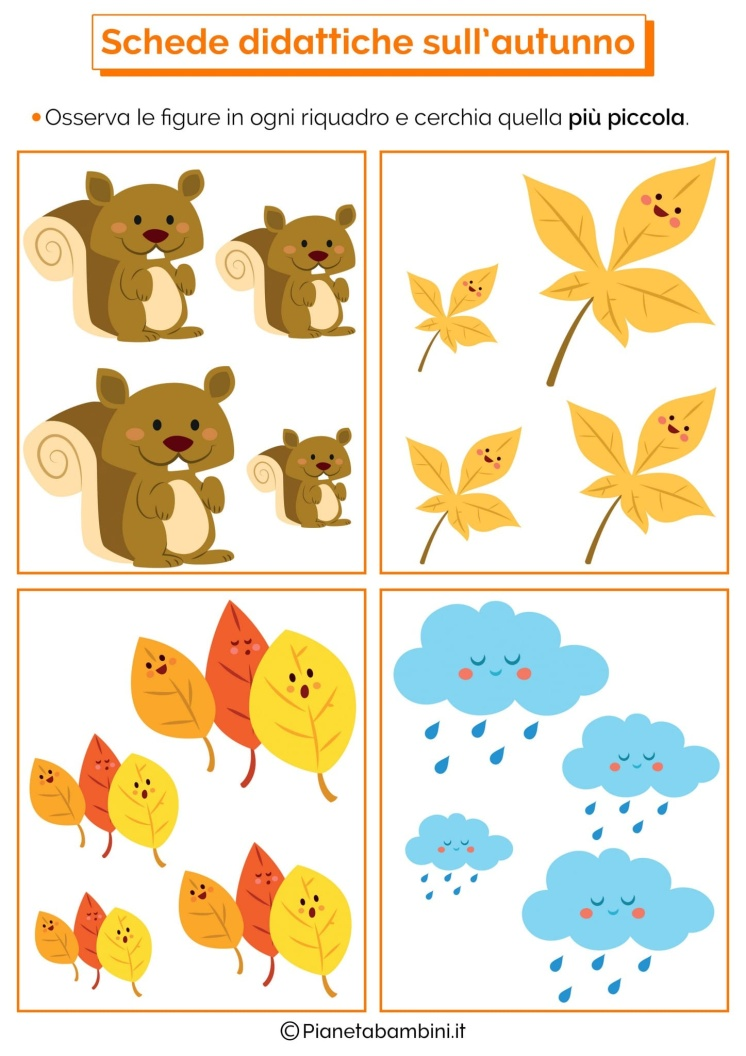 Schede didattiche sull'autunno
• Osserva le figure in ogni riquadro e cerchia quella più piccola.
© Pianetabambini.it